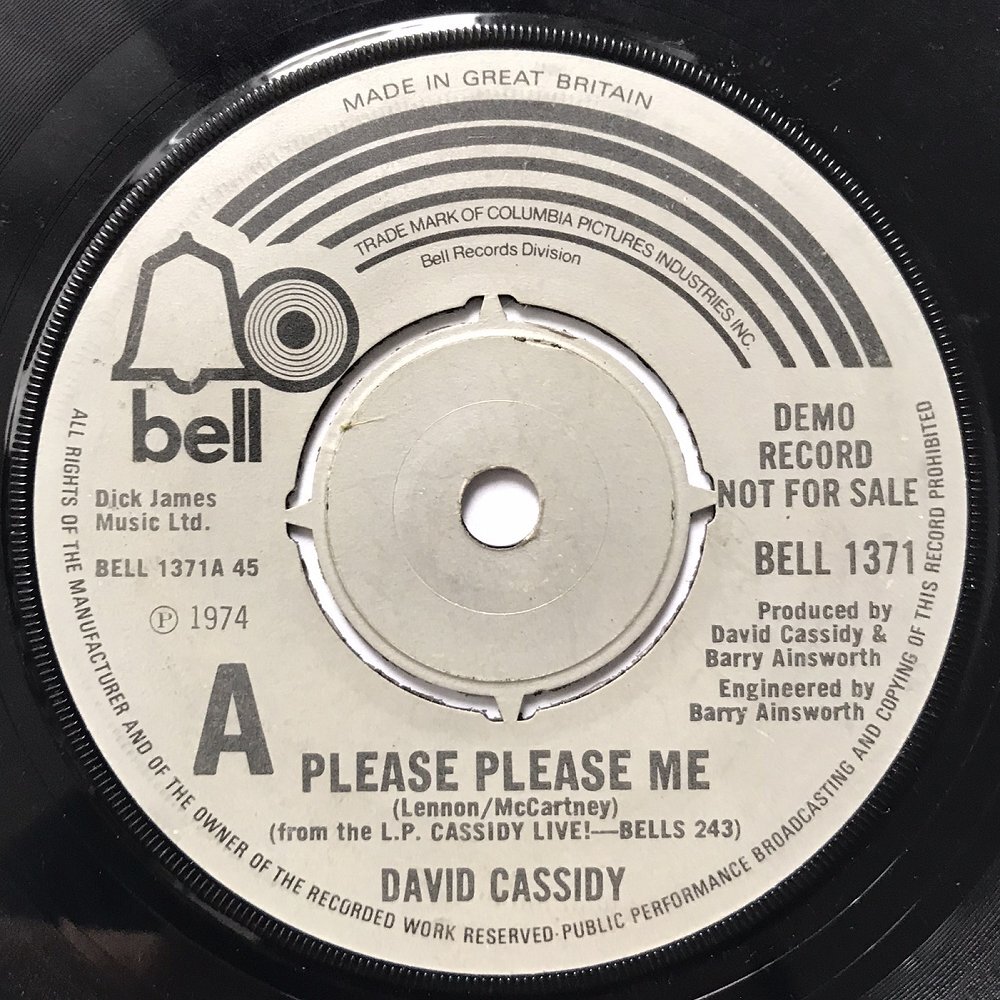 MADE IN GREAT BRITAIN
TRADE MARK OF COLUMBIA PICTURES INDUSTRIES INC.
Bell Records Division
bell
Dick James
Music Ltd.
BELL 1371A 45
Ⓟ 1974
A
DEMO
RECORD
NOT FOR SALE
BELL 1371
Produced by
David Cassidy &
Barry Ainsworth
Engineered by
Barry Ainsworth
PLEASE PLEASE ME
(Lennon/McCartney)
(from the L.P. CASSIDY LIVE!—BELLS 243)
DAVID CASSIDY
ALL RIGHTS OF THE MANUFACTURER AND OF THE OWNER OF THE RECORDED WORK RESERVED·PUBLIC PERFORMANCE BROADCASTING AND COPYING OF THIS RECORD PROHIBITED